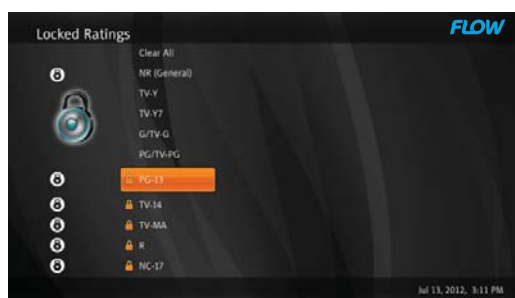 Locked Ratings
FLOW
Clear All
NR (General)
TV-Y
TV-Y7
G/TV-G
PG/TV-PG
PG-13
TV-14
TV-MA
R
NC-17
Jul 13, 2012, 3:11 PM